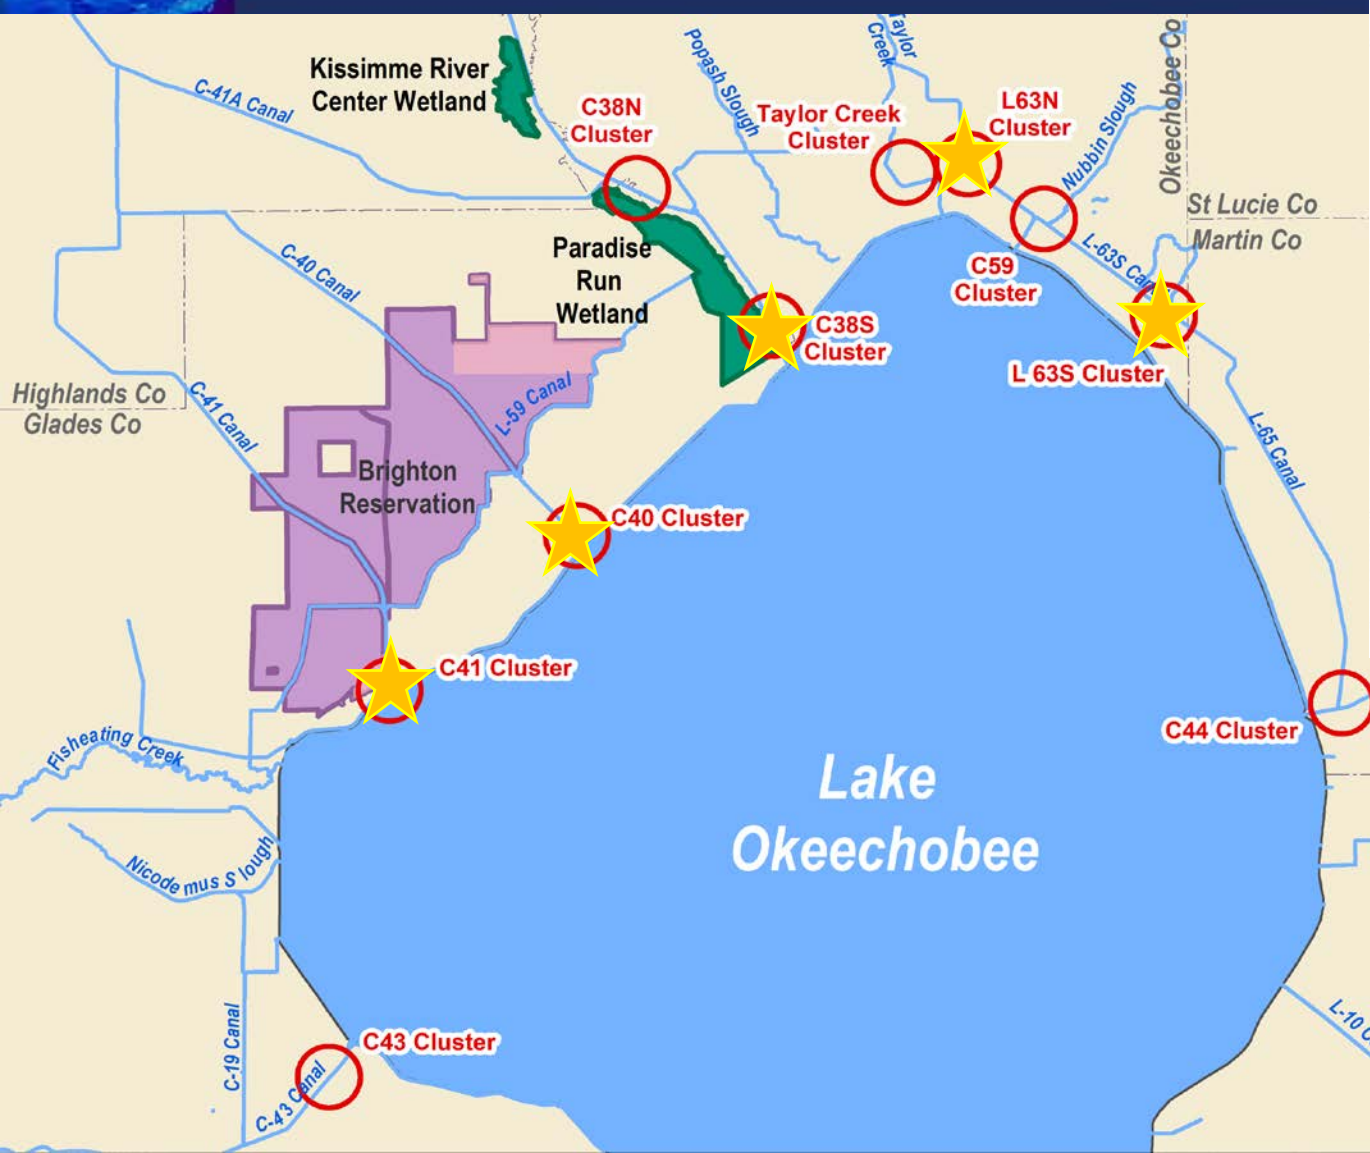 Kissimme River
Center Wetland
C-41A Canal
C38N
Cluster
Popash Slough
Taylor
Creek
Taylor Creek
Cluster
L63N
Cluster
Nubbin Slough
Okeechobee Co
St Lucie Co
Martin Co
C-40 Canal
Paradise
Run
Wetland
C59
Cluster
L-63S Canal
C38S
Cluster
L 63S Cluster
Highlands Co
Glades Co
C-41 Canal
L-59 Canal
L-65 Canal
Brighton
Reservation
C40 Cluster
C41 Cluster
C44 Cluster
Fisheating Creek
Lake
Okeechobee
Nicode mus S lough
C-19 Canal
C43 Cluster
C-43 Canal
L-10